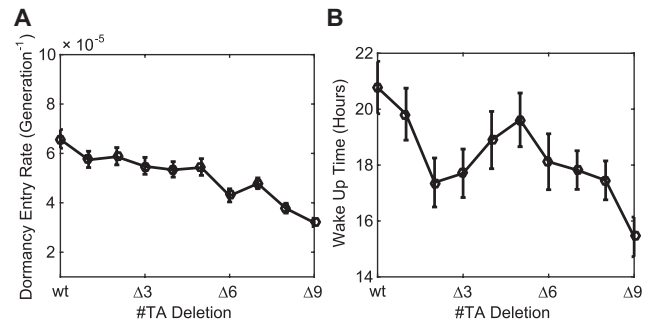 A
B
× 10⁻⁵
Dormancy Entry Rate (Generation⁻¹)
10
8
6
4
2
wt
Δ3
Δ6
Δ9
#TA Deletion
Wake Up Time (Hours)
22
20
18
16
14
wt
Δ3
Δ6
Δ9
#TA Deletion